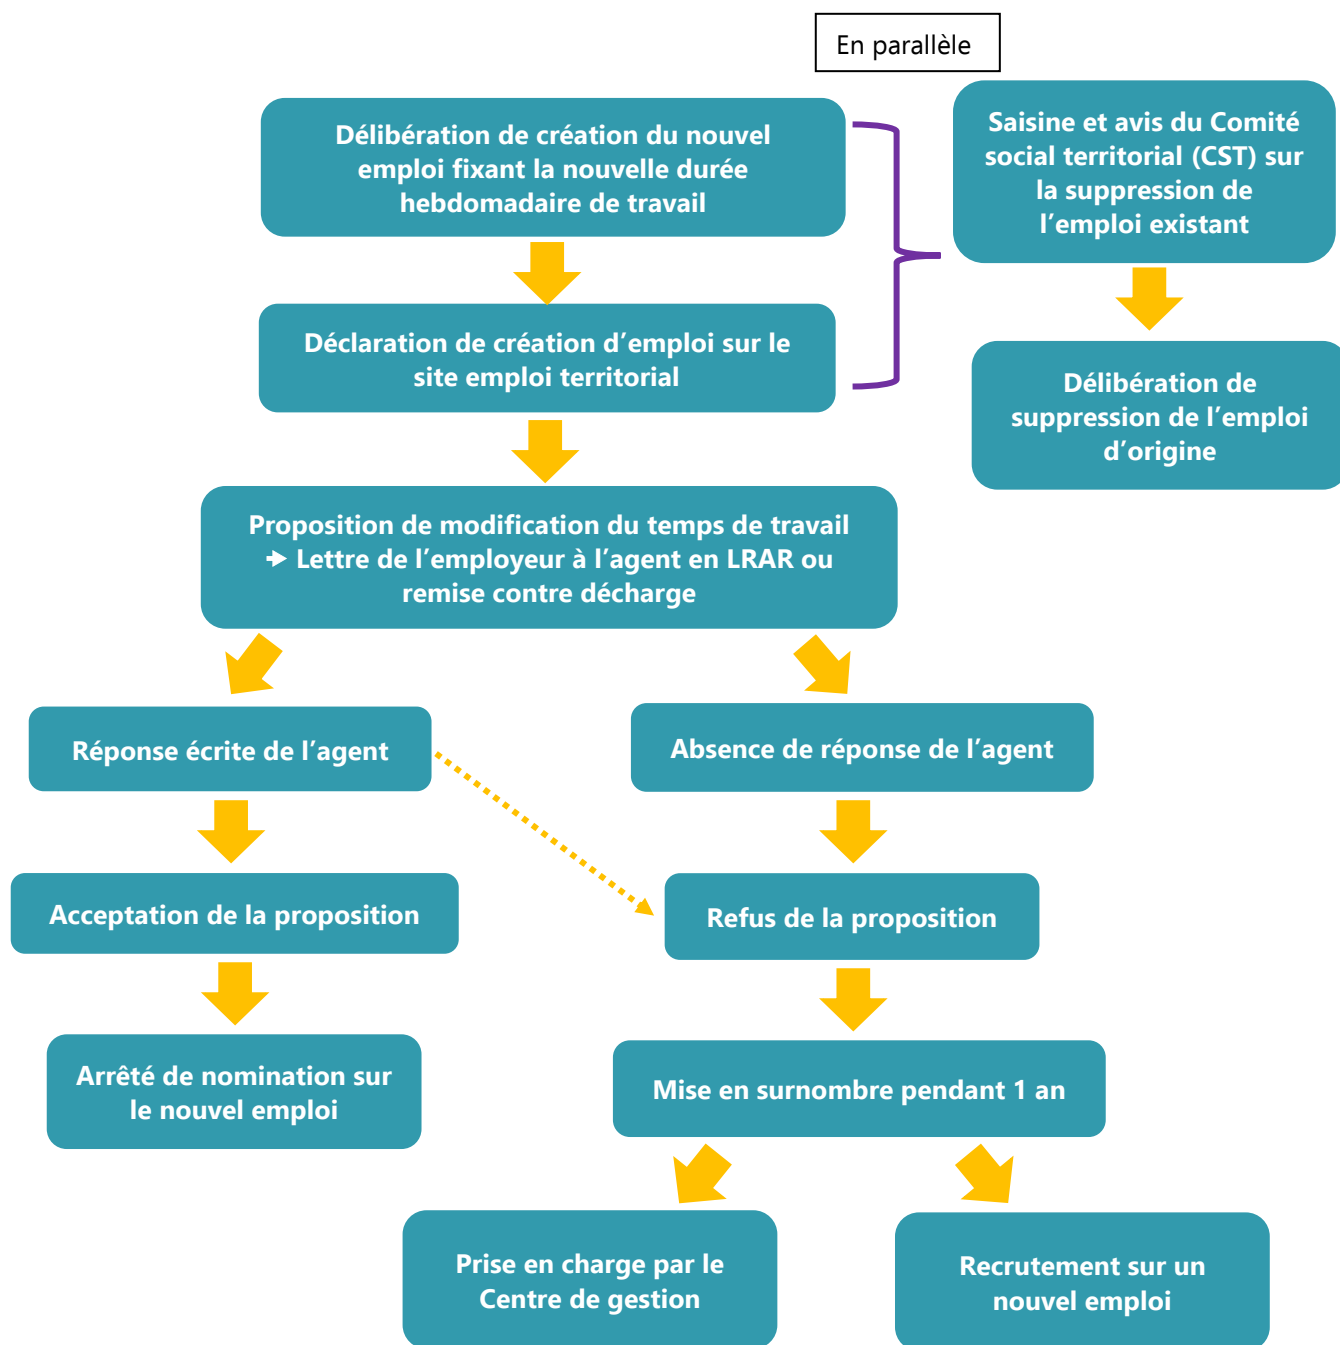 En parallèle
Délibération de création du nouvel
emploi fixant la nouvelle durée
hebdomadaire de travail
Saisine et avis du Comité
social territorial (CST) sur
la suppression de
l’emploi existant
Déclaration de création d’emploi sur le
site emploi territorial
Délibération de
suppression de l’emploi
d’origine
Proposition de modification du temps de travail
🡆 Lettre de l’employeur à l’agent en LRAR ou
remise contre décharge
Réponse écrite de l’agent
Absence de réponse de l’agent
Acceptation de la proposition
Refus de la proposition
Arrêté de nomination sur
le nouvel emploi
Mise en surnombre pendant 1 an
Prise en charge par le
Centre de gestion
Recrutement sur un
nouvel emploi